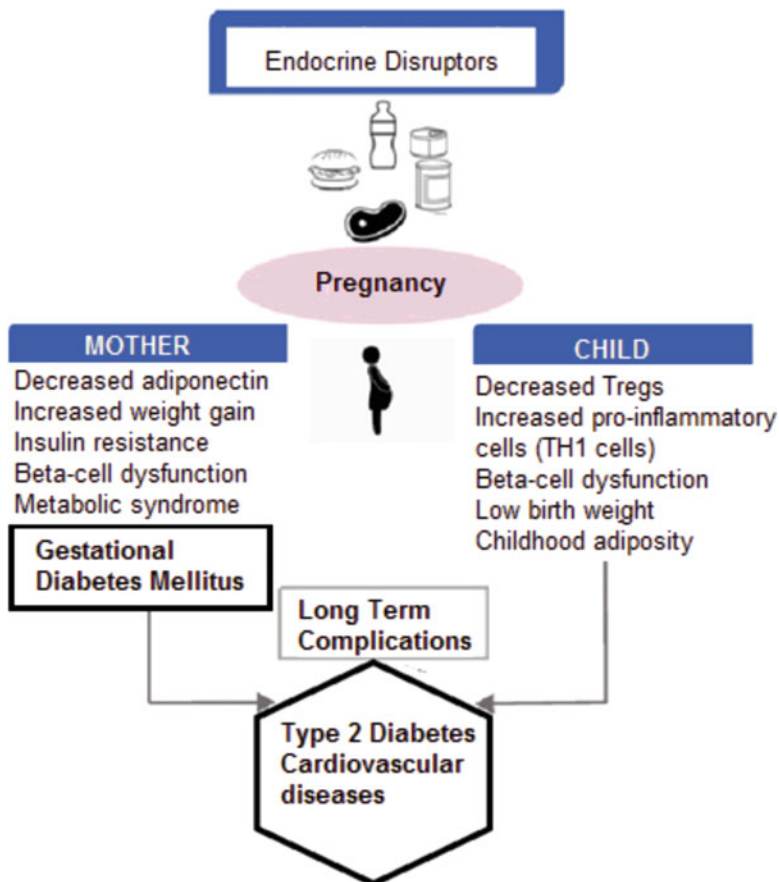 Endocrine Disruptors
Pregnancy
MOTHER
Decreased adiponectin
Increased weight gain
Insulin resistance
Beta-cell dysfunction
Metabolic syndrome
Gestational
Diabetes Mellitus
CHILD
Decreased Tregs
Increased pro-inflammatory
cells (TH1 cells)
Beta-cell dysfunction
Low birth weight
Childhood adiposity
Long Term
Complications
Type 2 Diabetes
Cardiovascular
diseases